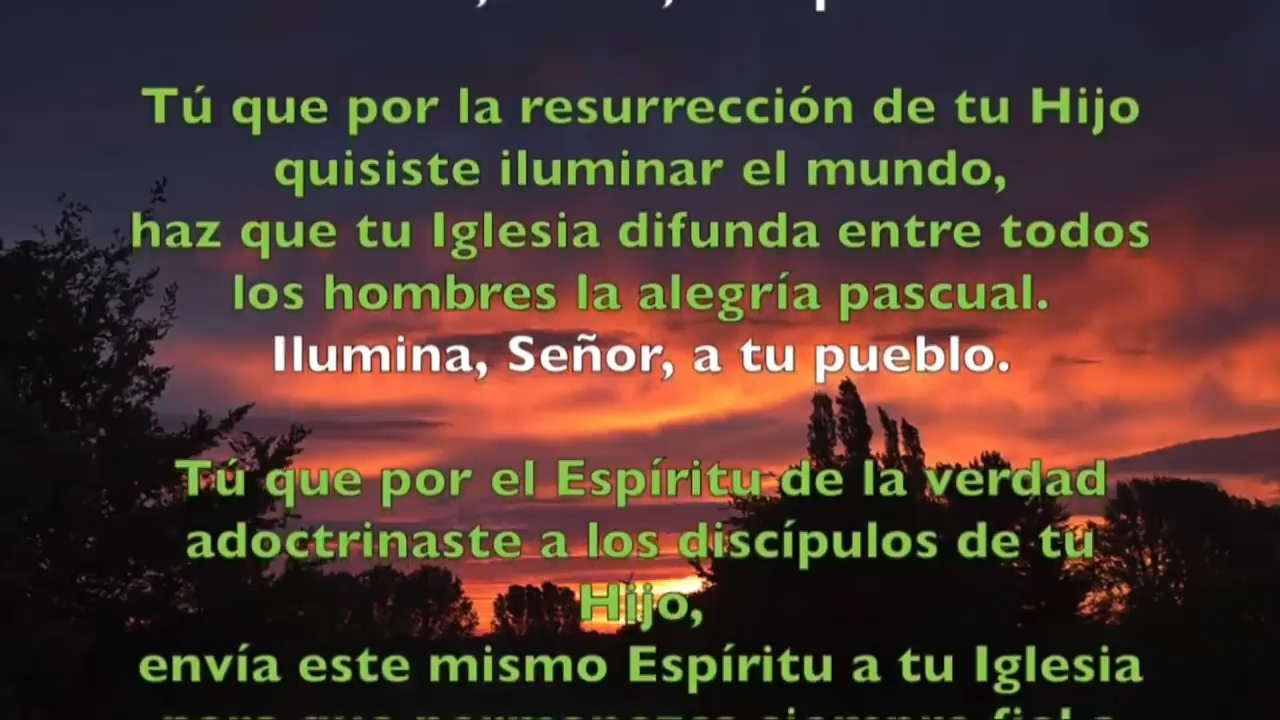 Tú que por la resurrección de tu Hijo
quisiste iluminar el mundo,
haz que tu Iglesia difunda entre todos
los hombres la alegría pascual.
Ilumina, Señor, a tu pueblo.
Tú que por el Espíritu de la verdad
adoctrinaste a los discípulos de tu
Hijo,
envía este mismo Espíritu a tu Iglesia